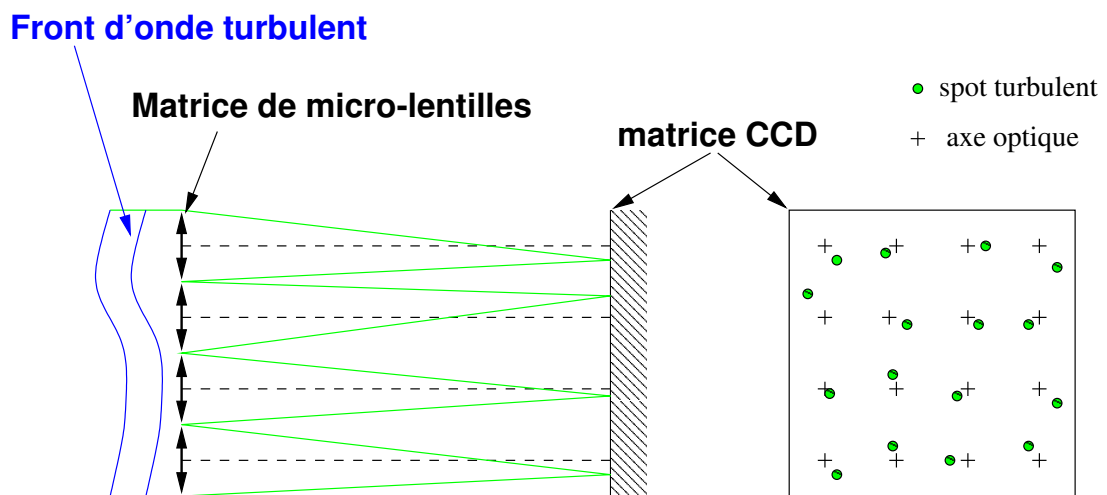 Front d'onde turbulent
Matrice de micro-lentilles
matrice CCD
spot turbulent
axe optique